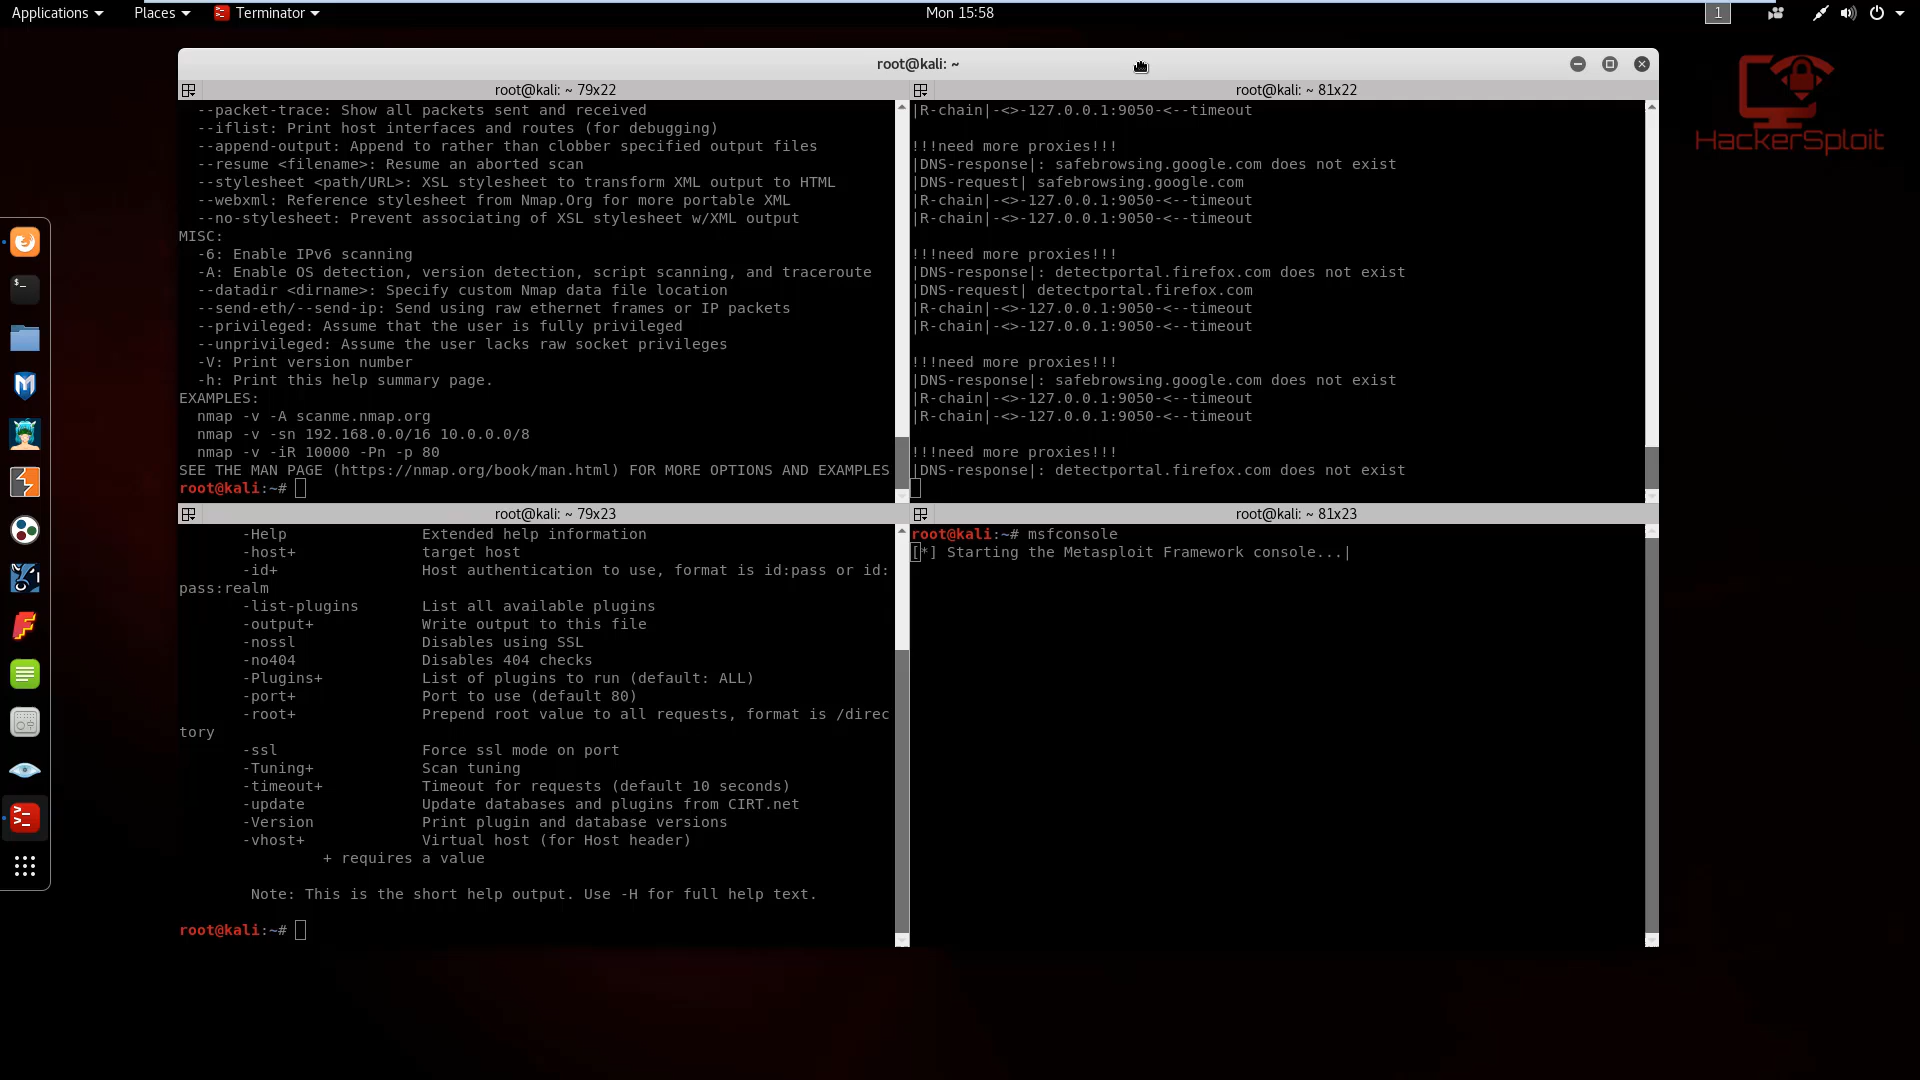 Applications Places Terminator Mon 15:58 1
root@kali: ~
root@kali: ~ 79x22
--packet-trace: Show all packets sent and received
--iflist: Print host interfaces and routes (for debugging)
--append-output: Append to rather than clobber specified output files
--resume <filename>: Resume an aborted scan
--stylesheet <path/URL>: XSL stylesheet to transform XML output to HTML
--webxml: Reference stylesheet from Nmap.Org for more portable XML
--no-stylesheet: Prevent associating of XSL stylesheet w/XML output
MISC:
-6: Enable IPv6 scanning
-A: Enable OS detection, version detection, script scanning, and traceroute
--datadir <dirname>: Specify custom Nmap data file location
--send-eth/--send-ip: Send using raw ethernet frames or IP packets
--privileged: Assume that the user is fully privileged
--unprivileged: Assume the user lacks raw socket privileges
-V: Print version number
-h: Print this help summary page.
EXAMPLES:
nmap -v -A scanme.nmap.org
nmap -v -sn 192.168.0.0/16 10.0.0.0/8
nmap -v -iR 10000 -Pn -p 80
SEE THE MAN PAGE (https://nmap.org/book/man.html) FOR MORE OPTIONS AND EXAMPLES
root@kali:~#
root@kali: ~ 81x22
|R-chain|-<>-127.0.0.1:9050-<--timeout
!!!need more proxies!!!
|DNS-response|: safebrowsing.google.com does not exist
|DNS-request| safebrowsing.google.com
|R-chain|-<>-127.0.0.1:9050-<--timeout
|R-chain|-<>-127.0.0.1:9050-<--timeout
!!!need more proxies!!!
|DNS-response|: detectportal.firefox.com does not exist
|DNS-request| detectportal.firefox.com
|R-chain|-<>-127.0.0.1:9050-<--timeout
|R-chain|-<>-127.0.0.1:9050-<--timeout
!!!need more proxies!!!
|DNS-response|: safebrowsing.google.com does not exist
|R-chain|-<>-127.0.0.1:9050-<--timeout
|R-chain|-<>-127.0.0.1:9050-<--timeout
!!!need more proxies!!!
|DNS-response|: detectportal.firefox.com does not exist
HackerSploit
root@kali: ~ 79x23
-Help Extended help information
-host+ target host
-id+ Host authentication to use, format is id:pass or id:
pass:realm
-list-plugins List all available plugins
-output+ Write output to this file
-nossl Disables using SSL
-no404 Disables 404 checks
-Plugins+ List of plugins to run (default: ALL)
-port+ Port to use (default 80)
-root+ Prepend root value to all requests, format is /direc
tory
-ssl Force ssl mode on port
-Tuning+ Scan tuning
-timeout+ Timeout for requests (default 10 seconds)
-update Update databases and plugins from CIRT.net
-Version Print plugin and database versions
-vhost+ Virtual host (for Host header)
+ requires a value
Note: This is the short help output. Use -H for full help text.
root@kali:~#
root@kali: ~ 81x23
root@kali:~# msfconsole
[*] Starting the Metasploit Framework console...|